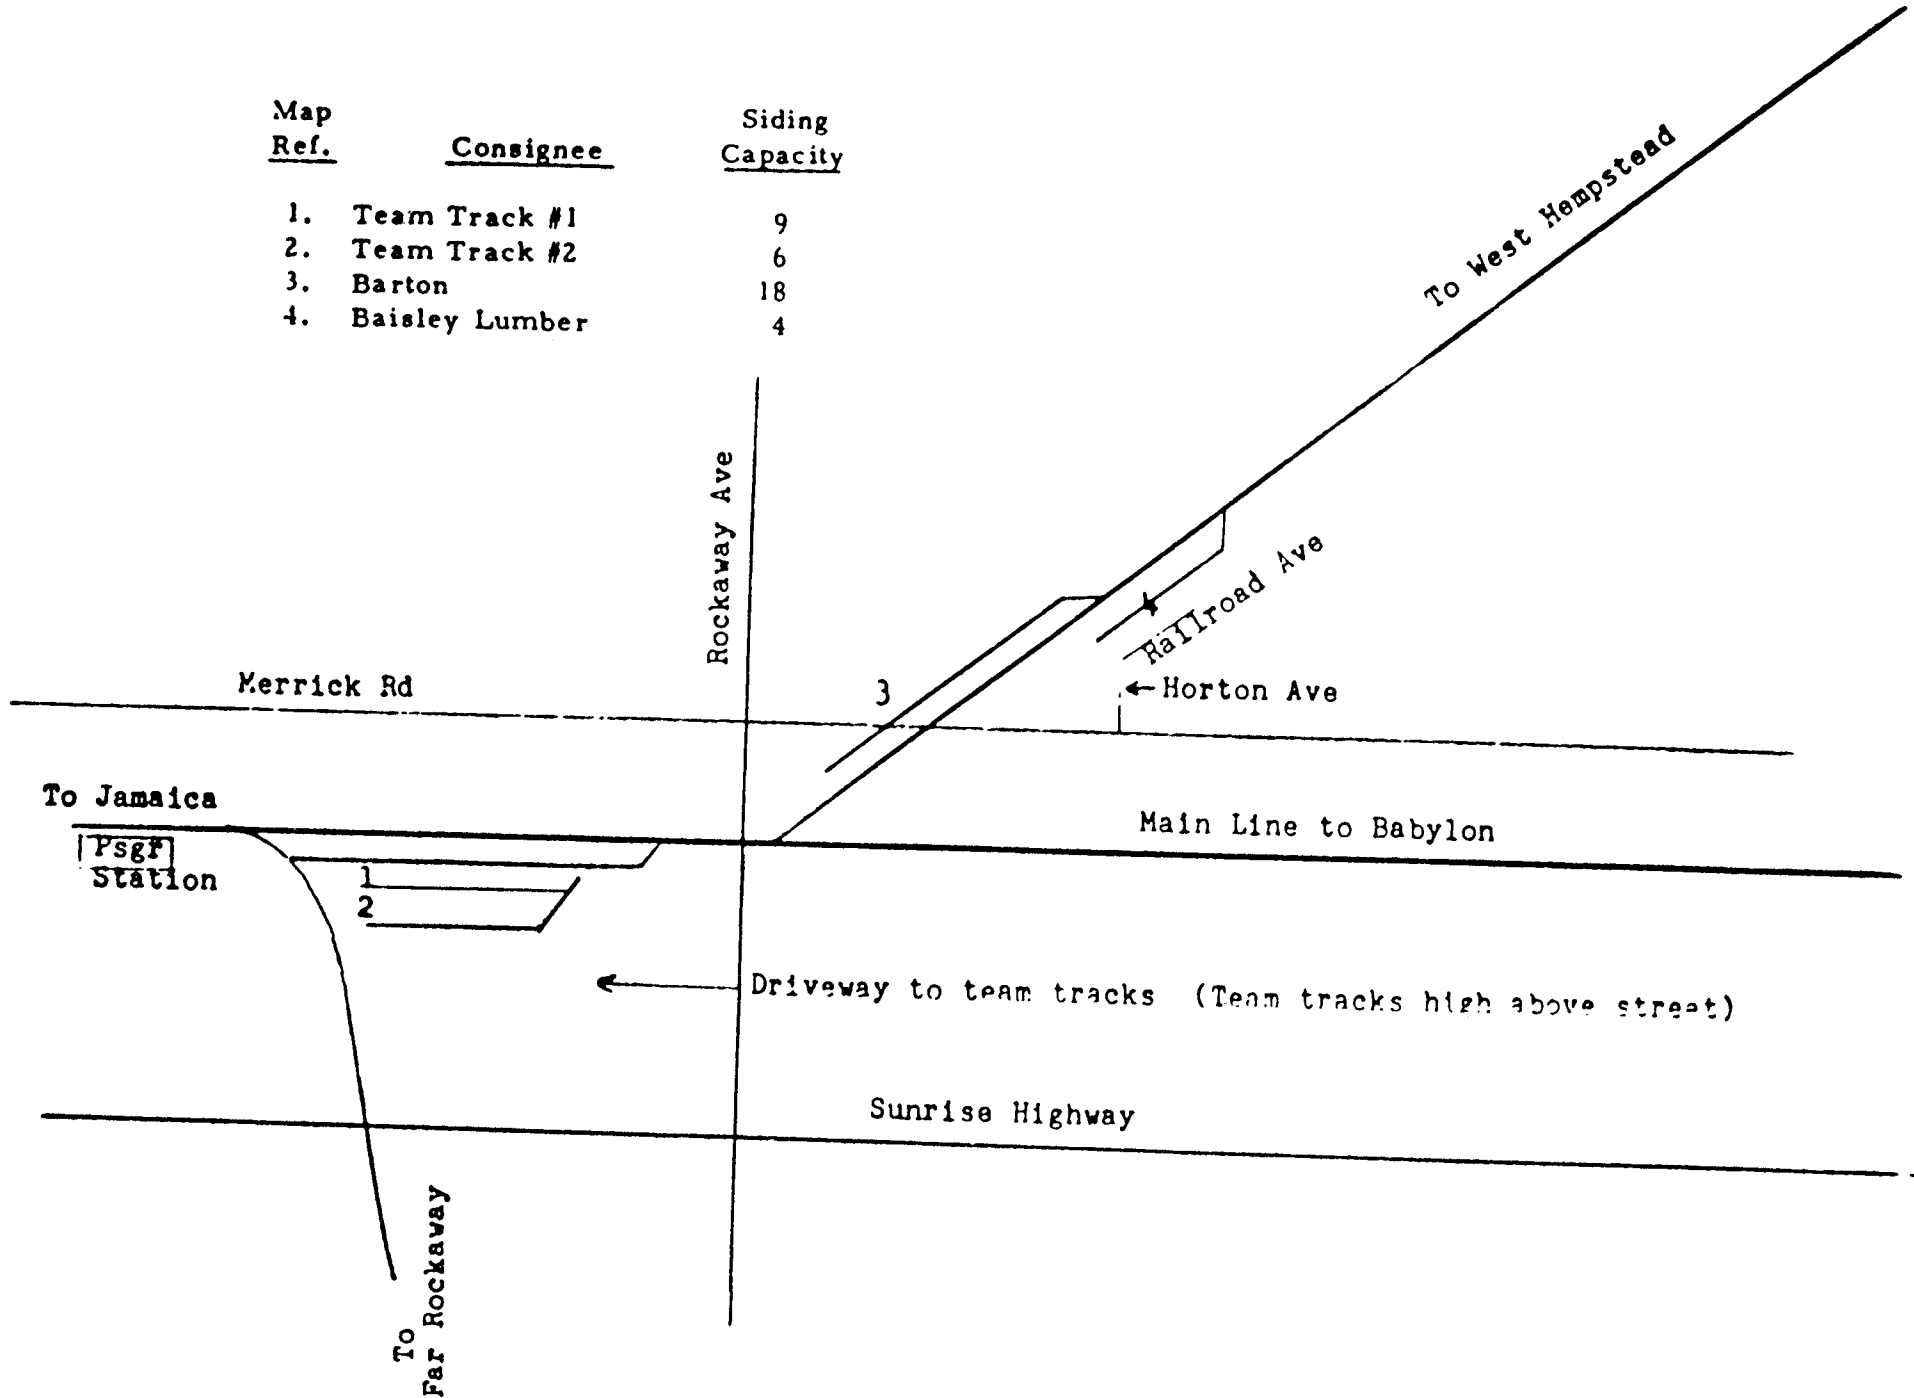 Map Ref. Consignee Siding Capacity
1. Team Track #1 9
2. Team Track #2 6
3. Barton 18
4. Baisley Lumber 4
To West Hempstead
Rockaway Ave
4
Railroad Ave
Merrick Rd
3
←Horton Ave
To Jamaica
Psgr
Station
Main Line to Babylon
1
2
Driveway to team tracks (Team tracks high above street)
Sunrise Highway
To
Far Rockaway